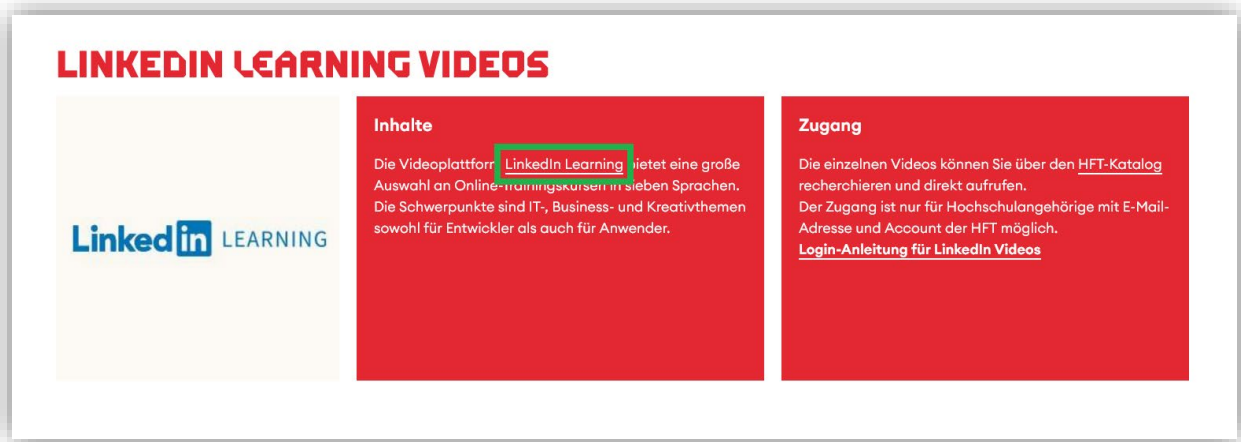 LINKEDIN LEARNING VIDEOS
Linked in LEARNING
Inhalte
Die Videoplattform LinkedIn Learning bietet eine große
Auswahl an Online-Trainingskursen in sieben Sprachen.
Die Schwerpunkte sind IT-, Business- und Kreativthemen
sowohl für Entwickler als auch für Anwender.
Zugang
Die einzelnen Videos können Sie über den HFT-Katalog
recherchieren und direkt aufrufen.
Der Zugang ist nur für Hochschulangehörige mit E-Mail-
Adresse und Account der HFT möglich.
Login-Anleitung für LinkedIn Videos